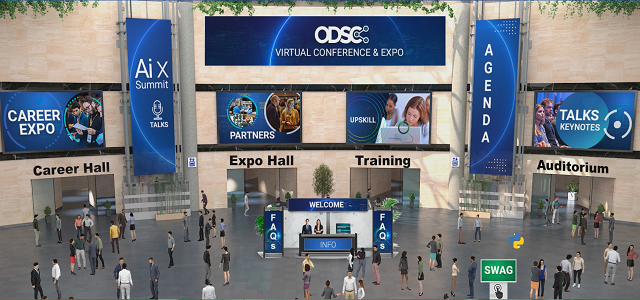 ODSC
VIRTUAL CONFERENCE & EXPO
Ai X
Summit
TALKS
AGENDA
CAREER
EXPO
PARTNERS
UPSKILL
TALKS
KEYNOTES
Career Hall
Expo Hall
Training
Auditorium
WELCOME
FAQs
FAQs
INFO
SWAG